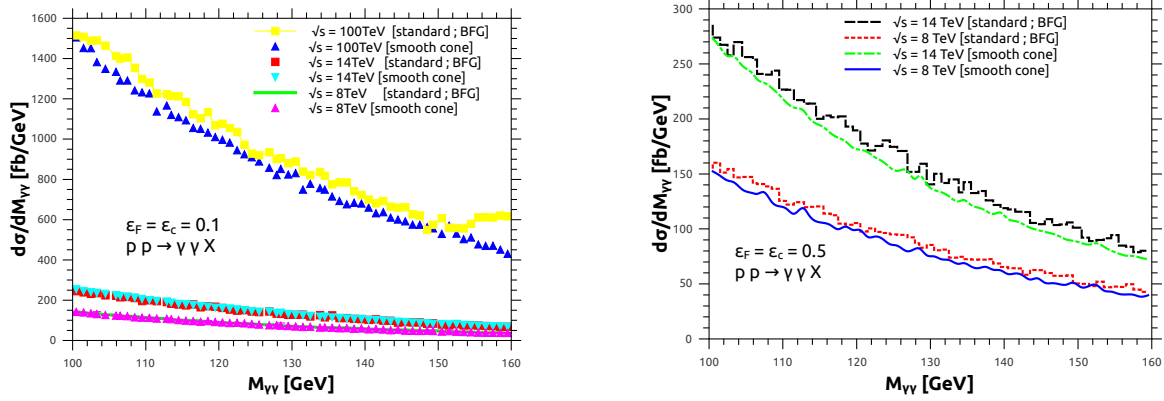 1600
1400
1200
1000
800
600
400
200
0
dσ/dMγγ [fb/GeV]
√s = 100TeV [standard ; BFG]
√s = 100TeV [smooth cone]
√s = 14TeV [standard ; BFG]
√s = 14TeV [smooth cone]
√s = 8TeV [standard ; BFG]
√s = 8TeV [smooth cone]
εF = εc = 0.1
p p → γ γ X
100 110 120 130 140 150 160
Mγγ [GeV]
300
250
200
150
100
50
0
dσ/dMγγ [fb/GeV]
√s = 14 TeV [standard ; BFG]
√s = 8 TeV [standard ; BFG]
√s = 14 TeV [smooth cone]
√s = 8 TeV [smooth cone]
εF = εc = 0.5
p p → γ γ X
100 110 120 130 140 150 160
Mγγ [GeV]